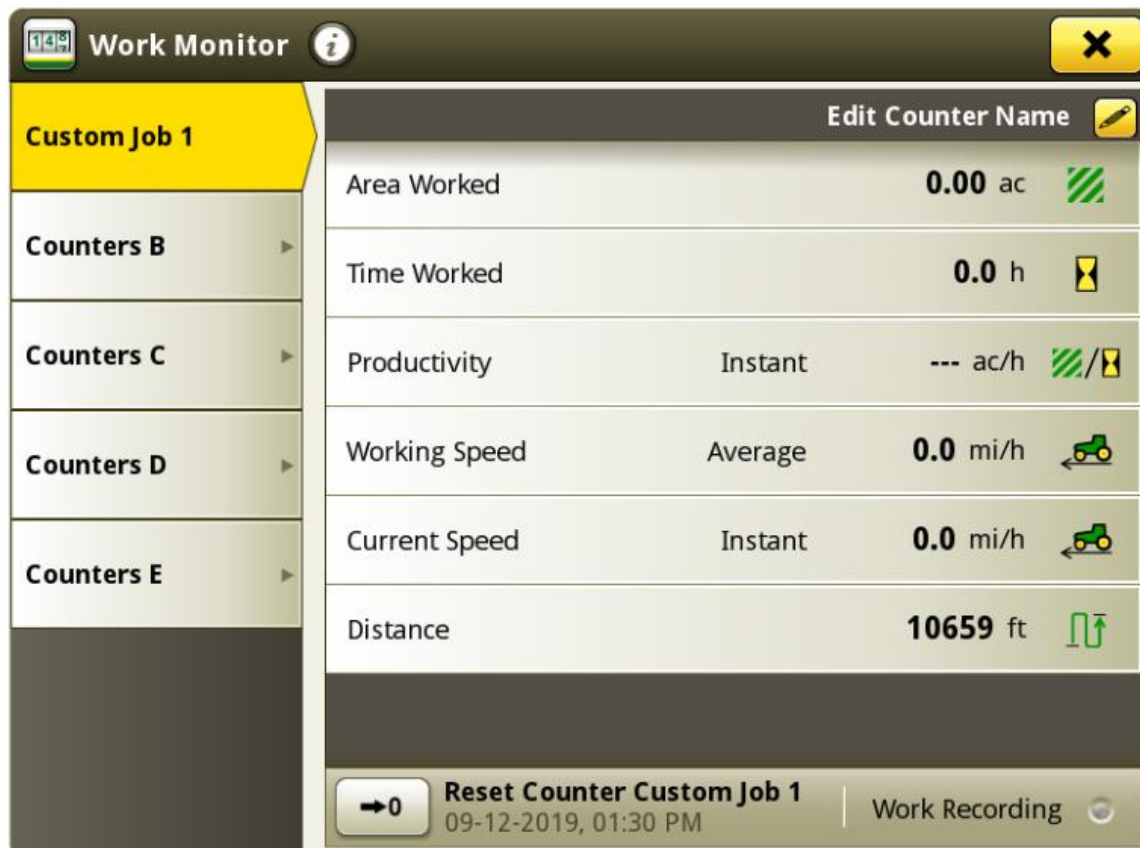 Work Monitor
Custom Job 1
Counters B
Counters C
Counters D
Counters E
Edit Counter Name
Area Worked 0.00 ac
Time Worked 0.0 h
Productivity Instant --- ac/h
Working Speed Average 0.0 mi/h
Current Speed Instant 0.0 mi/h
Distance 10659 ft
→0 Reset Counter Custom Job 1
09-12-2019, 01:30 PM
Work Recording